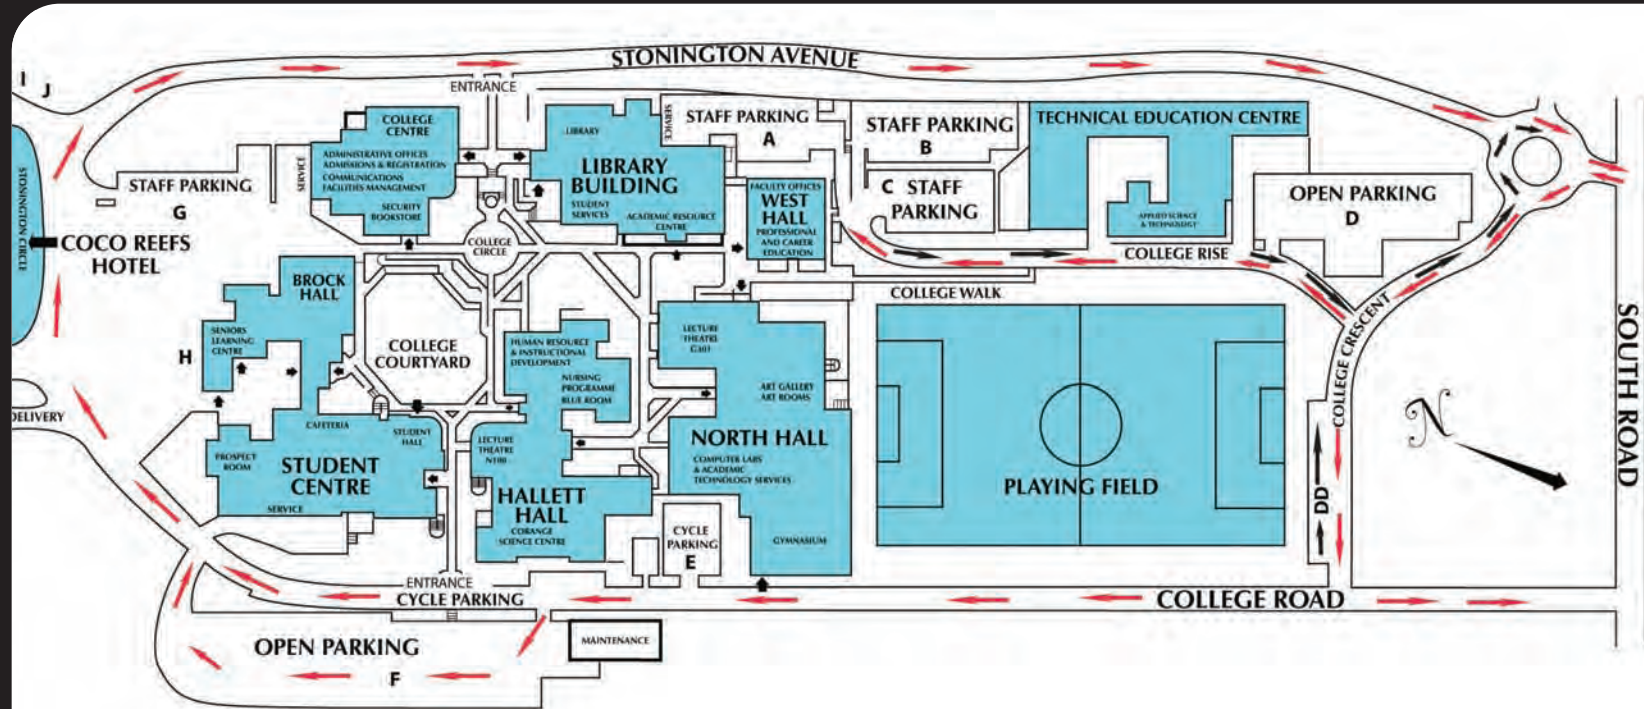 STONINGTON AVENUE
I
J
ENTRANCE
COLLEGE
CENTRE
ADMINISTRATIVE OFFICES
ADMISSIONS & REGISTRATION
COMMUNICATIONS
FACILITIES MANAGEMENT
SECURITY
BOOKSTORE
SERVICE
LIBRARY
LIBRARY
BUILDING
STUDENT
SERVICES
ACADEMIC RESOURCE
CENTRE
SERVICE
STAFF PARKING
A
STAFF PARKING
B
C STAFF
PARKING
TECHNICAL EDUCATION CENTRE
APPLIED SCIENCE
& TECHNOLOGY
OPEN PARKING
D
STAFF PARKING
G
STONINGTON CIRCLE
COCO REEFS
HOTEL
FACULTY OFFICES
WEST
HALL
PROFESSIONAL
AND CAREER
EDUCATION
COLLEGE
CIRCLE
COLLEGE RISE
COLLEGE WALK
COLLEGE CRESCENT
SOUTH ROAD
BROCK
HALL
SENIORS
LEARNING
CENTRE
H
COLLEGE
COURTYARD
HUMAN RESOURCE
& INSTRUCTIONAL
DEVELOPMENT
NURSING
PROGRAMME
BLUE ROOM
LECTURE
THEATRE
G301
ART GALLERY
ART ROOMS
NORTH HALL
COMPUTER LABS
& ACADEMIC
TECHNOLOGY SERVICES
GYMNASIUM
PLAYING FIELD
DD
N
DELIVERY
CAFETERIA
STUDENT
HALL
PROSPECT
ROOM
STUDENT
CENTRE
SERVICE
LECTURE
THEATRE
N100
HALLETT
HALL
CORANGE
SCIENCE CENTRE
CYCLE
PARKING
E
ENTRANCE
CYCLE PARKING
COLLEGE ROAD
OPEN PARKING
F
MAINTENANCE